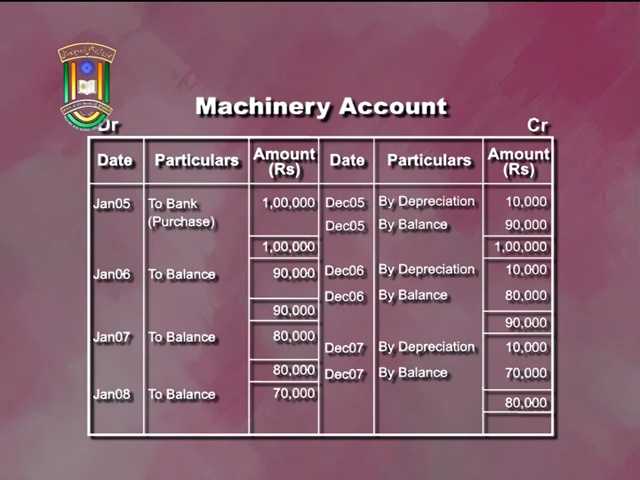 Machinery Account
Dr Cr
Date Particulars Amount (Rs) Date Particulars Amount (Rs)
Jan05 To Bank 1,00,000 Dec05 By Depreciation 10,000
(Purchase) Dec05 By Balance 90,000
1,00,000 1,00,000
Jan06 To Balance 90,000 Dec06 By Depreciation 10,000
Dec06 By Balance 80,000
90,000 90,000
Jan07 To Balance 80,000 Dec07 By Depreciation 10,000
80,000 Dec07 By Balance 70,000
Jan08 To Balance 70,000 80,000